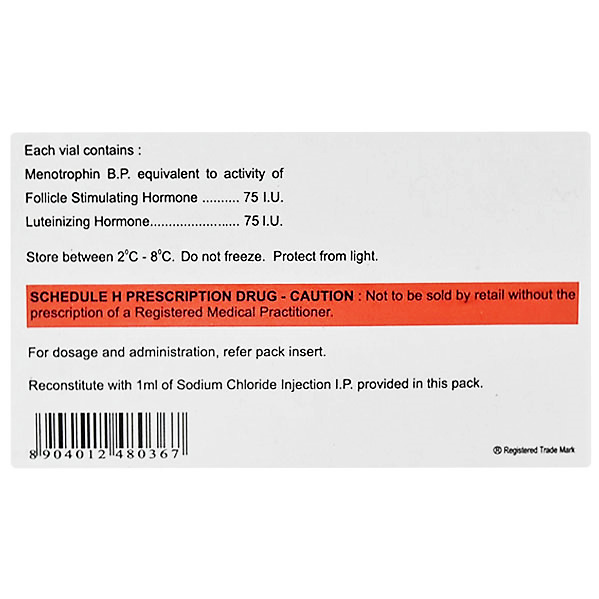 Each vial contains :
Menotrophin B.P. equivalent to activity of
Follicle Stimulating Hormone .......... 75 I.U.
Luteinizing Hormone................... 75 I.U.
Store between 2⁰C - 8⁰C. Do not freeze. Protect from light.
SCHEDULE H PRESCRIPTION DRUG - CAUTION : Not to be sold by retail without the
prescription of a Registered Medical Practitioner.
For dosage and administration, refer pack insert.
Reconstitute with 1ml of Sodium Chloride Injection I.P. provided in this pack.
8 904012 480367
® Registered Trade Mark